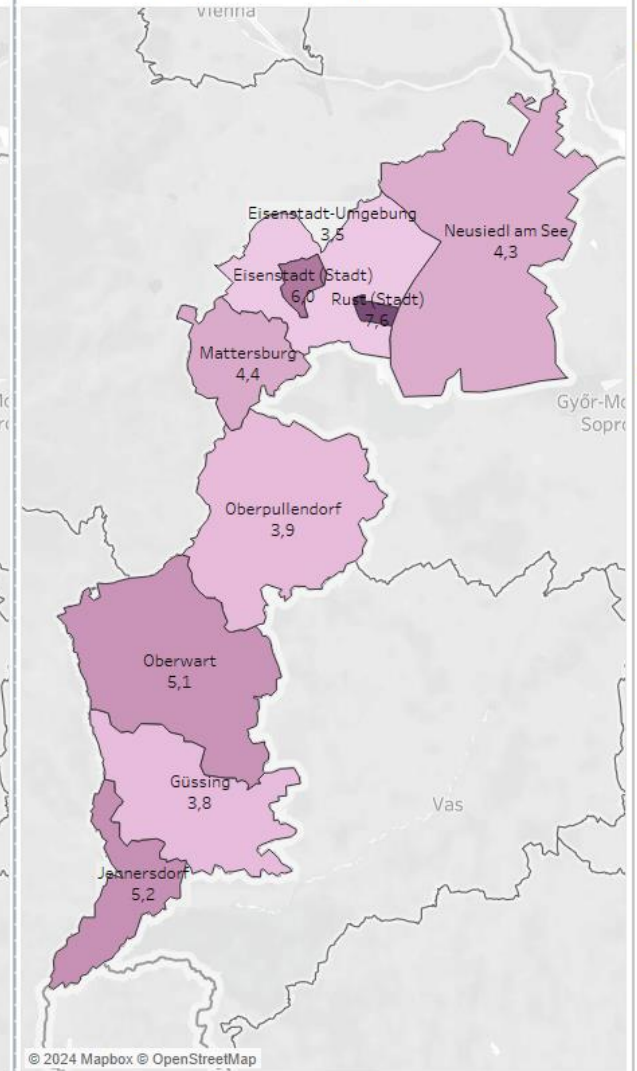 Vienna
Eisenstadt-Umgebung
3,5
Neusiedl am See
4,3
Eisenstadt (Stadt)
6,0
Rust (Stadt)
7,6
Mattersburg
4,4
Győr-Mo
Sopro
Oberpullendorf
3,9
Oberwart
5,1
Güssing
3,8
Vas
Jennersdorf
5,2
© 2024 Mapbox © OpenStreetMap